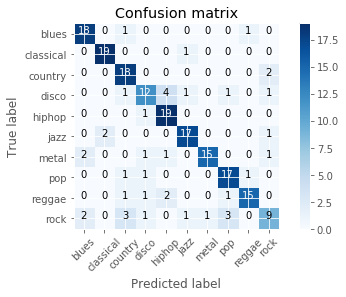 Confusion matrix
True label
blues 18 0 1 0 0 0 0 0 1 0
classical 0 19 0 0 0 1 0 0 0 0
country 0 0 18 0 0 0 0 0 0 2
disco 0 0 1 12 4 1 0 1 0 1
hiphop 0 0 0 1 19 0 0 0 0 0
jazz 0 2 0 0 0 17 0 0 0 1
metal 2 0 0 1 1 0 15 0 0 1
pop 0 0 1 1 0 0 0 17 1 0
reggae 0 0 1 1 2 0 0 1 15 0
rock 2 0 3 1 0 1 1 3 0 9
blues classical country disco hiphop jazz metal pop reggae rock
Predicted label
17.5
15.0
12.5
10.0
7.5
5.0
2.5
0.0